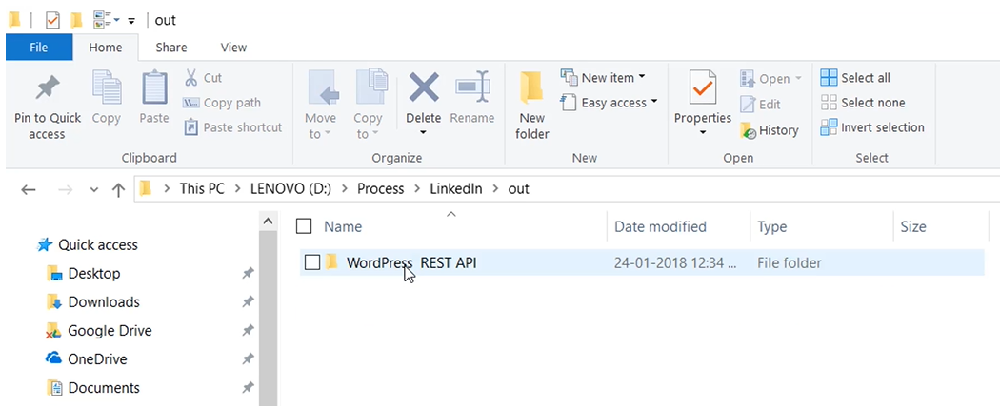 out
File Home Share View
Pin to Quick access
Copy
Paste
Cut
Copy path
Paste shortcut
Clipboard
Move to
Copy to
Delete
Rename
Organize
New folder
New item
Easy access
New
Properties
Open
Edit
History
Open
Select all
Select none
Invert selection
Select
This PC > LENOVO (D:) > Process > LinkedIn > out
Quick access
Desktop
Downloads
Google Drive
OneDrive
Documents
Name Date modified Type Size
WordPress REST API 24-01-2018 12:34 ... File folder